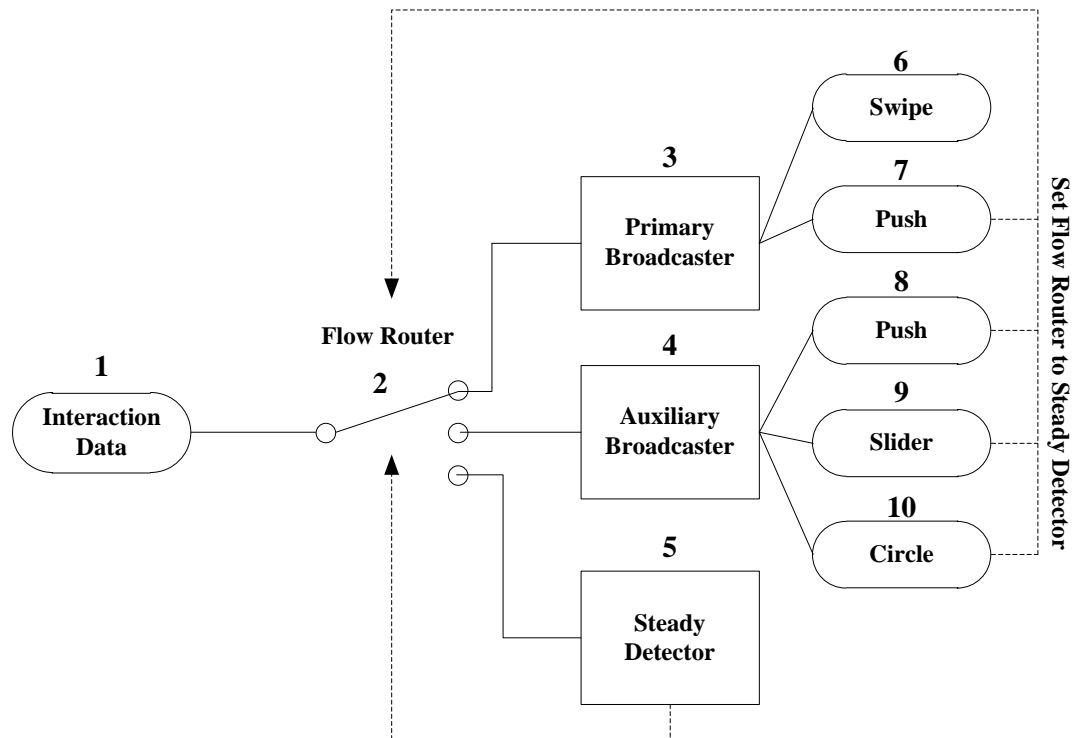 1
Interaction
Data
Flow Router
2
3
Primary
Broadcaster
4
Auxiliary
Broadcaster
5
Steady
Detector
6
Swipe
7
Push
8
Push
9
Slider
10
Circle
Set Flow Router to Steady Detector